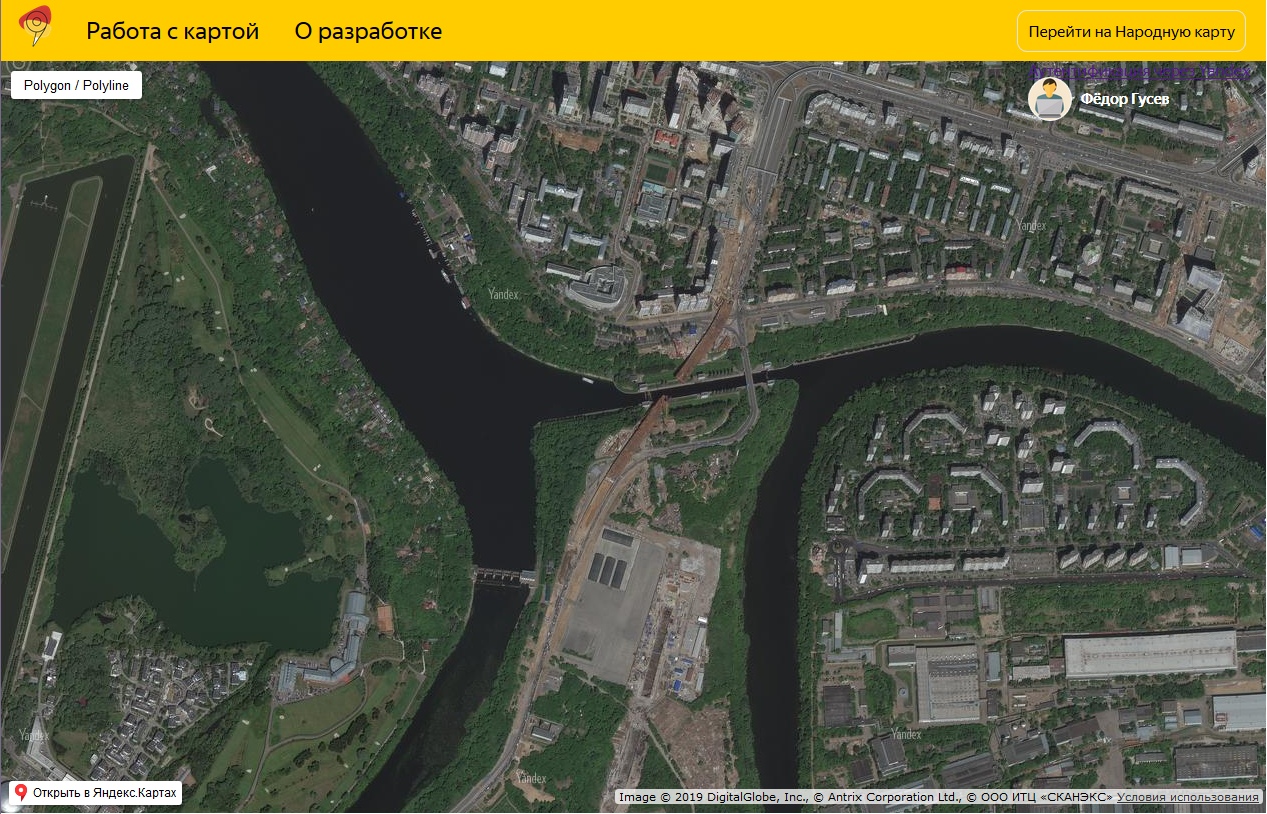 Работа с картой
О разработке
Перейти на Народную карту
Polygon / Polyline
Фёдор Гусев
Yandex
Yandex
Yandex
Yandex
Yandex
Открыть в Яндекс.Картах
Image © 2019 DigitalGlobe, Inc., © Antrix Corporation Ltd., © ООО ИТЦ «СКАНЭКС» Условия использования